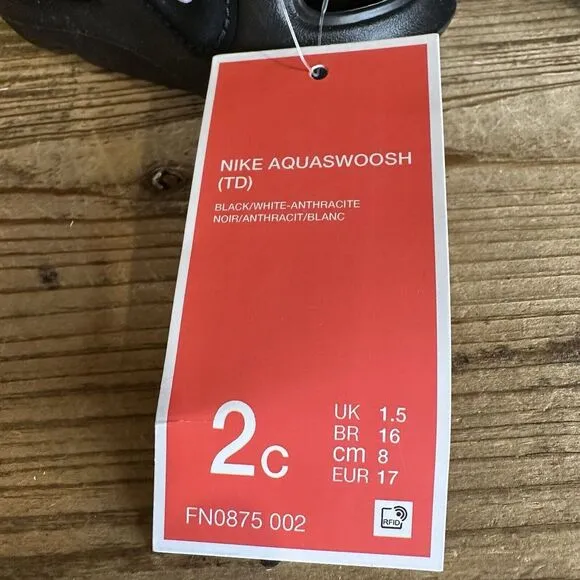 NIKE AQUASWOOSH
(TD)
BLACK/WHITE-ANTHRACITE
NOIR/ANTHRACIT/BLANC
2C
UK 1.5
BR 16
cm 8
EUR 17
FN0875 002
RFID